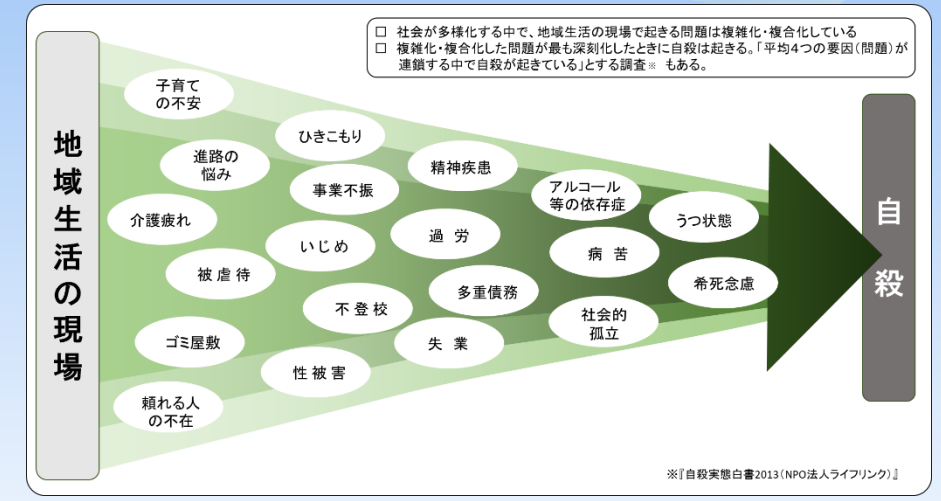 □ 社会が多様化する中で、地域生活の現場で起きる問題は複雑化・複合化している
□ 複雑化・複合化した問題が最も深刻化したときに自殺は起きる。「平均4つの要因(問題)が
連鎖する中で自殺が起きている」とする調査※ もある。
地域生活の現場
子育て
の不安
進路の
悩み
介護疲れ
被虐待
ゴミ屋敷
頼れる人
の不在
ひきこもり
事業不振
いじめ
不登校
性被害
精神疾患
過労
多重債務
失業
アルコール
等の依存症
病苦
社会的
孤立
うつ状態
希死念慮
自殺
※『自殺実態白書2013(NPO法人ライフリンク)』